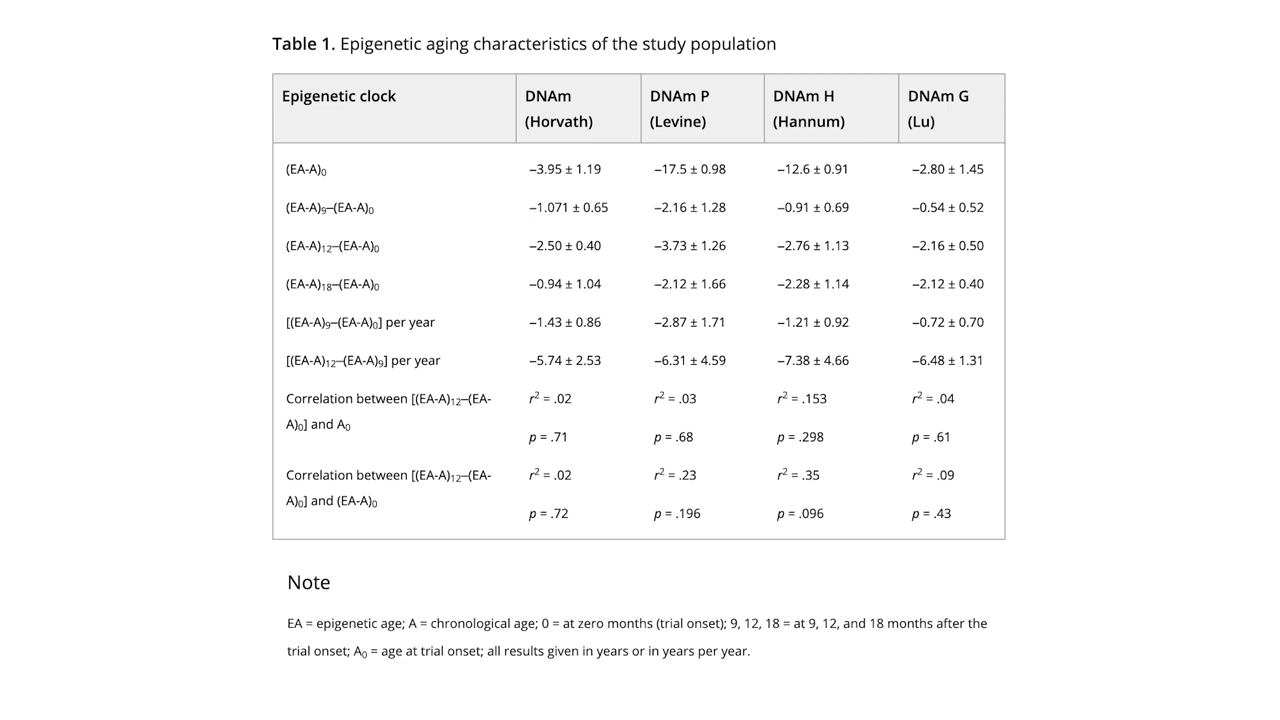 Table 1. Epigenetic aging characteristics of the study population
Epigenetic clock DNAm (Horvath) DNAm P (Levine) DNAm H (Hannum) DNAm G (Lu)
(EA-A)₀ −3.95 ± 1.19 −17.5 ± 0.98 −12.6 ± 0.91 −2.80 ± 1.45
(EA-A)₉–(EA-A)₀ −1.071 ± 0.65 −2.16 ± 1.28 −0.91 ± 0.69 −0.54 ± 0.52
(EA-A)₁₂–(EA-A)₀ −2.50 ± 0.40 −3.73 ± 1.26 −2.76 ± 1.13 −2.16 ± 0.50
(EA-A)₁₈–(EA-A)₀ −0.94 ± 1.04 −2.12 ± 1.66 −2.28 ± 1.14 −2.12 ± 0.40
[(EA-A)₉–(EA-A)₀] per year −1.43 ± 0.86 −2.87 ± 1.71 −1.21 ± 0.92 −0.72 ± 0.70
[(EA-A)₁₂–(EA-A)₉] per year −5.74 ± 2.53 −6.31 ± 4.59 −7.38 ± 4.66 −6.48 ± 1.31
Correlation between [(EA-A)₁₂–(EA-
A)₀] and A₀
r² = .02 r² = .03 r² = .153 r² = .04
p = .71 p = .68 p = .298 p = .61
Correlation between [(EA-A)₁₂–(EA-
A)₀] and (EA-A)₀
r² = .02 r² = .23 r² = .35 r² = .09
p = .72 p = .196 p = .096 p = .43
Note
EA = epigenetic age; A = chronological age; 0 = at zero months (trial onset); 9, 12, 18 = at 9, 12, and 18 months after the
trial onset; A₀ = age at trial onset; all results given in years or in years per year.